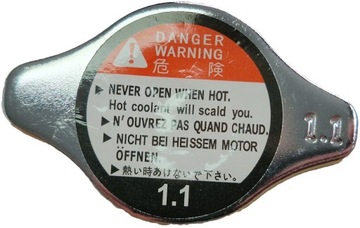 DANGER
WARNING
危 険
▶ NEVER OPEN WHEN HOT.
Hot coolant will scald you.
▶ N'OUVREZ PAS QUAND CHAUD.
▶ NICHT BEI HEISSEM MOTOR
ÖFFNEN.
▶ 熱い時あけないで下さい。
1.1
1.1